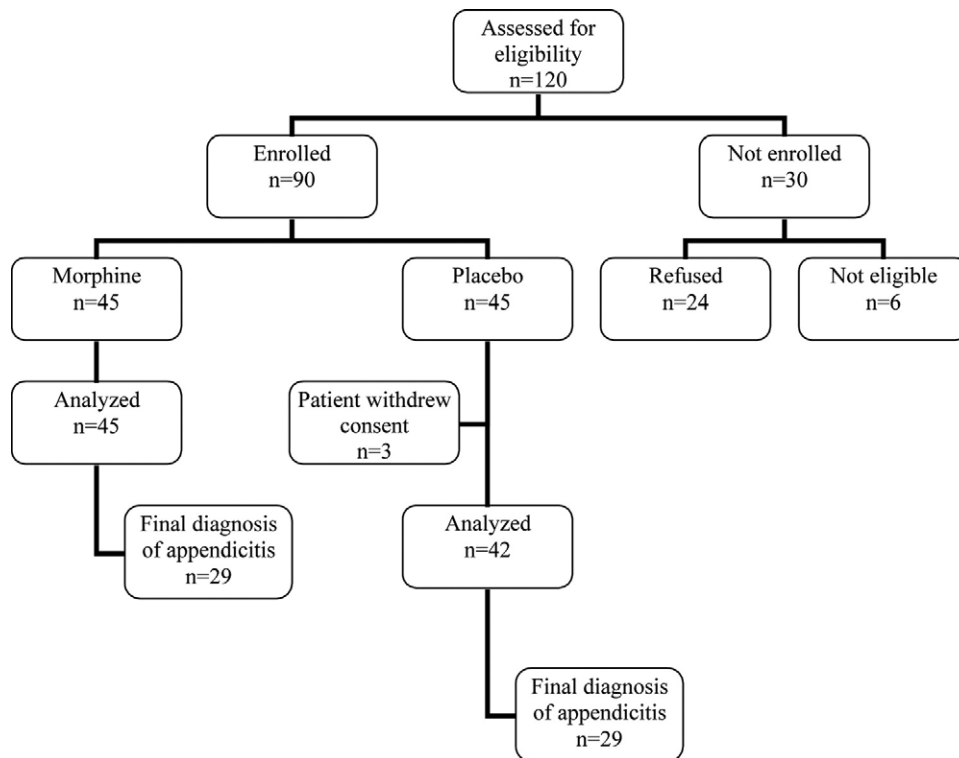 Assessed for
eligibility
n=120
Enrolled
n=90
Not enrolled
n=30
Morphine
n=45
Placebo
n=45
Refused
n=24
Not eligible
n=6
Analyzed
n=45
Patient withdrew
consent
n=3
Final diagnosis
of appendicitis
n=29
Analyzed
n=42
Final diagnosis
of appendicitis
n=29